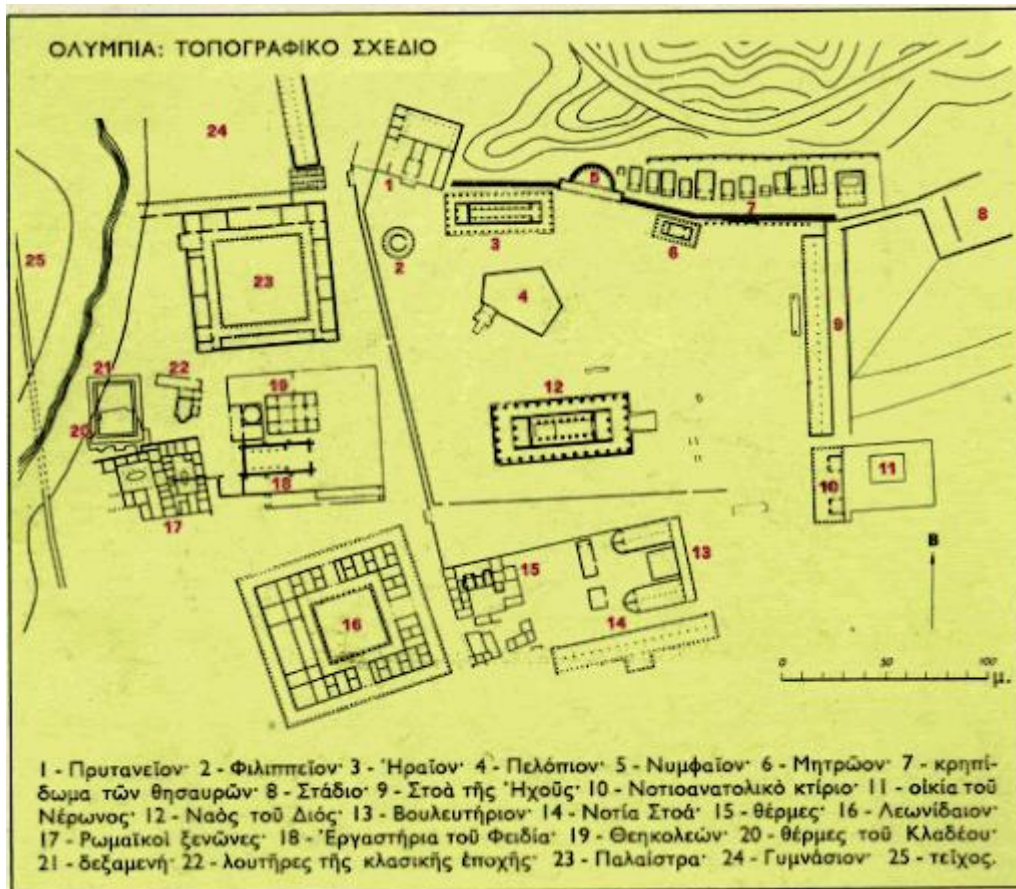 ΟΛΥΜΠΙΑ: ΤΟΠΟΓΡΑΦΙΚΟ ΣΧΕΔΙΟ
24
1
5
7
8
25
2
3
6
23
4
9
21
22
19
12
20
18
11
10
17
Β
15
13
16
14
0 50 100
μ.
1 - Πρυτανεῖον· 2 - Φιλιππεῖον· 3 - Ἡραῖον· 4 - Πελόπιον· 5 - Νυμφαῖον· 6 - Μητρῶον· 7 - κρηπί-
δωμα τῶν θησαυρῶν· 8 - Στάδιο· 9 - Στοὰ τῆς Ἠχοῦς· 10 - Νοτιοανατολικὸ κτίριο· 11 - οἰκία τοῦ
Νέρωνος· 12 - Ναὸς τοῦ Διός· 13 - Βουλευτήριον· 14 - Νοτία Στοά· 15 - θέρμες· 16 - Λεωνίδαιον·
17 - Ρωμαϊκοὶ ξενῶνες· 18 - Ἐργαστήρια τοῦ Φειδία· 19 - Θεηκολεών· 20 - θέρμες τοῦ Κλαδέου·
21 - δεξαμενή· 22 - λουτῆρες τῆς κλασικῆς ἐποχῆς· 23 - Παλαίστρα· 24 - Γυμνάσιον· 25 - τεῖχος.